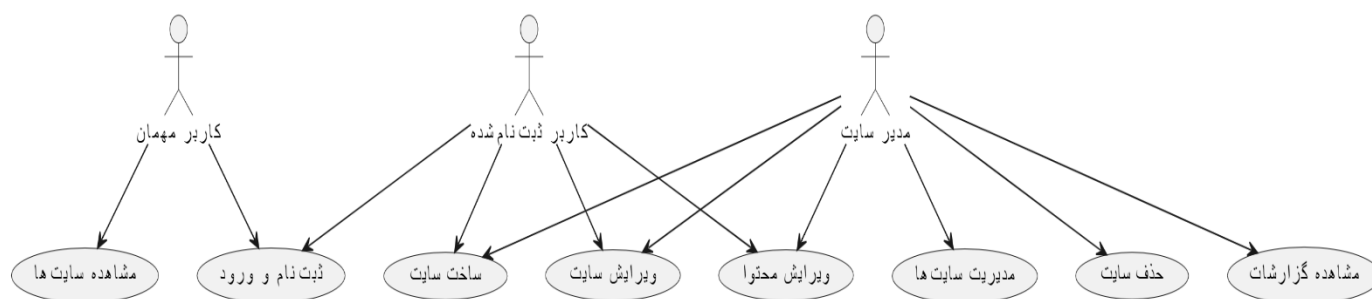 کاربر مهمان
کاربر ثبت نام شده
مدیر سایت
مشاهده سایت ها
ثبت نام و ورود
ساخت سایت
ویرایش سایت
ویرایش محتوا
مدیریت سایت ها
حذف سایت
مشاهده گزارشات